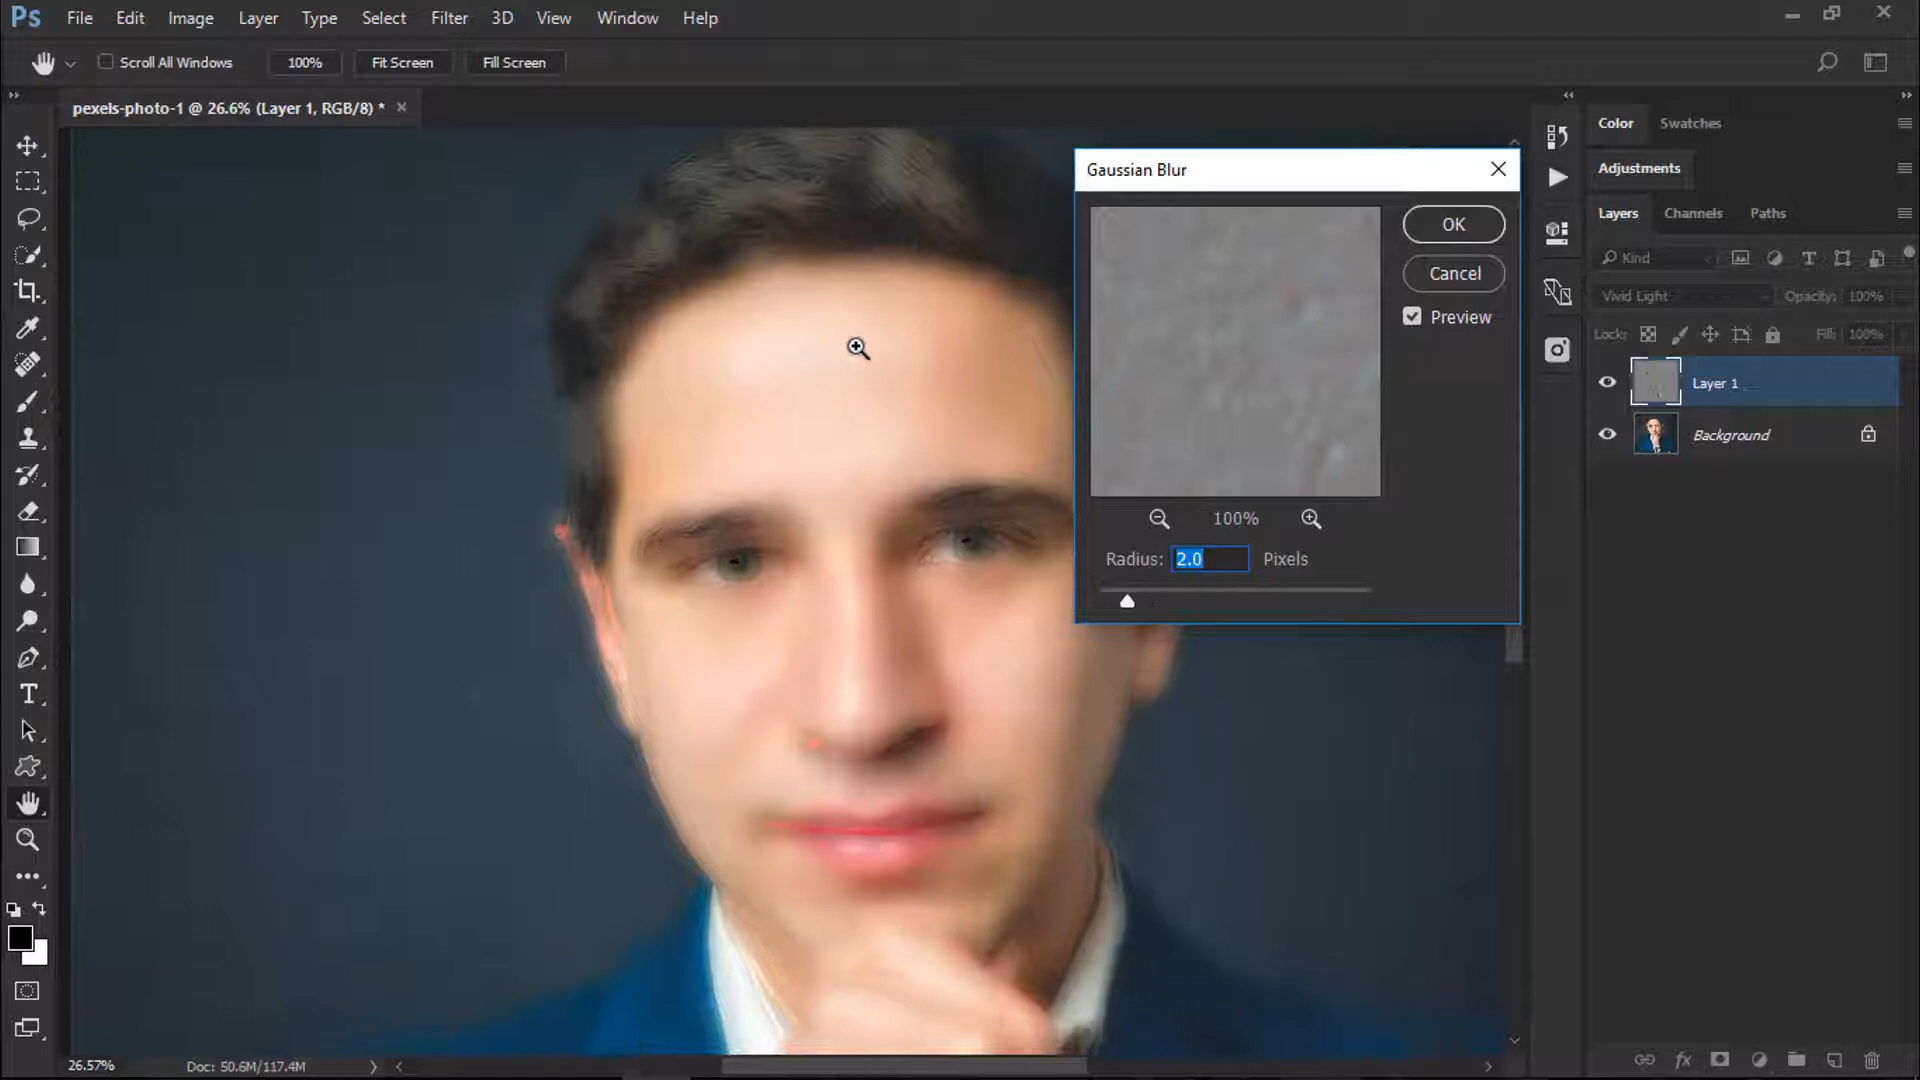 Ps File Edit Image Layer Type Select Filter 3D View Window Help
Scroll All Windows 100% Fit Screen Fill Screen
pexels-photo-1 @ 26.6% (Layer 1, RGB/8) *
Color Swatches
Gaussian Blur
Adjustments
OK
Layers Channels Paths
Kind
Cancel
Vivid Light Opacity: 100%
Preview
Lock: Fill: 100%
Layer 1
Background
100%
Radius: 2.0 Pixels
T
fx
26.57% Doc: 50.6M/117.4M